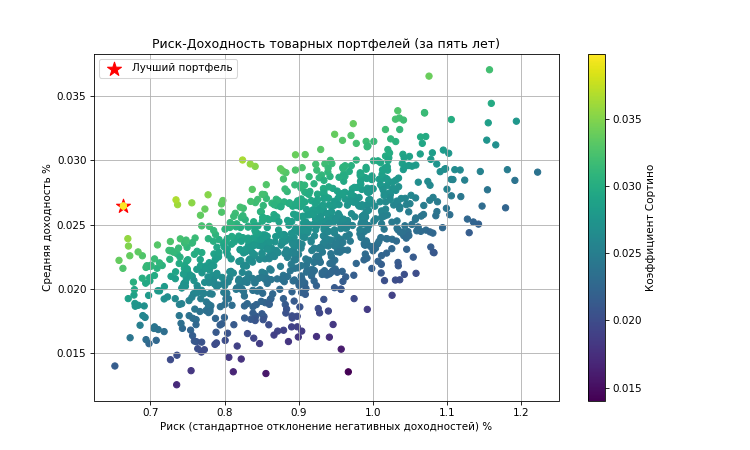 Риск-Доходность товарных портфелей (за пять лет)
Лучший портфель
0.035
0.030
0.025
0.020
0.015
Средняя доходность %
0.7 0.8 0.9 1.0 1.1 1.2
Риск (стандартное отклонение негативных доходностей) %
0.035
0.030
0.025
0.020
0.015
Коэффициент Сортино